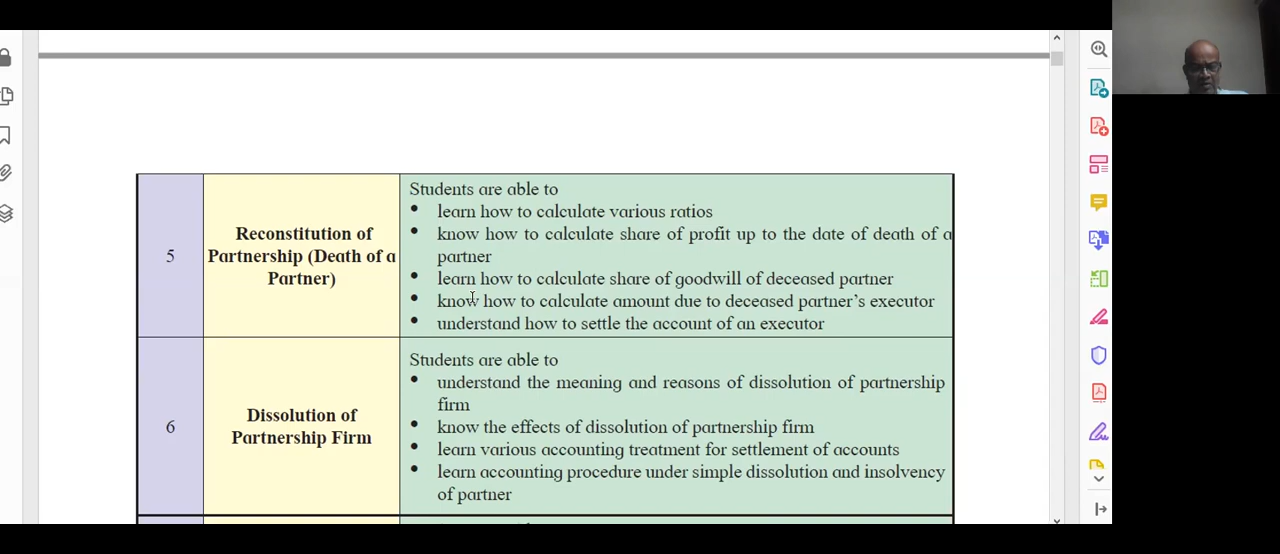 5
Reconstitution of
Partnership (Death of a
Partner)
Students are able to
• learn how to calculate various ratios
• know how to calculate share of profit up to the date of death of a
partner
• learn how to calculate share of goodwill of deceased partner
• know how to calculate amount due to deceased partner's executor
• understand how to settle the account of an executor
6
Dissolution of
Partnership Firm
Students are able to
• understand the meaning and reasons of dissolution of partnership
firm
• know the effects of dissolution of partnership firm
• learn various accounting treatment for settlement of accounts
• learn accounting procedure under simple dissolution and insolvency
of partner